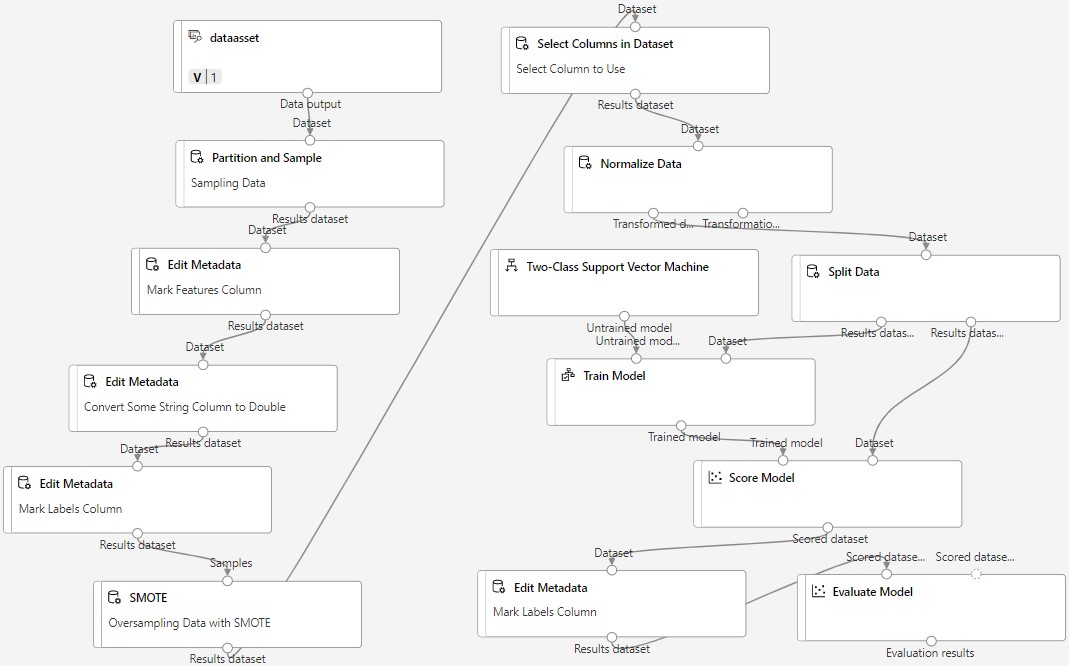 dataasset
V | 1
Data output
Dataset
Partition and Sample
Sampling Data
Results dataset
Dataset
Edit Metadata
Mark Features Column
Results dataset
Dataset
Edit Metadata
Convert Some String Column to Double
Results dataset
Dataset
Edit Metadata
Mark Labels Column
Results dataset
Samples
SMOTE
Oversampling Data with SMOTE
Results dataset
Dataset
Select Columns in Dataset
Select Column to Use
Results dataset
Dataset
Normalize Data
Transformed d... Transformatio...
Dataset
Split Data
Results datas... Results datas...
Two-Class Support Vector Machine
Untrained model
Untrained mod... Dataset
Train Model
Trained model
Trained model Dataset
Score Model
Scored dataset
Dataset
Edit Metadata
Mark Labels Column
Results dataset
Scored datase... Scored datase...
Evaluate Model
Evaluation results